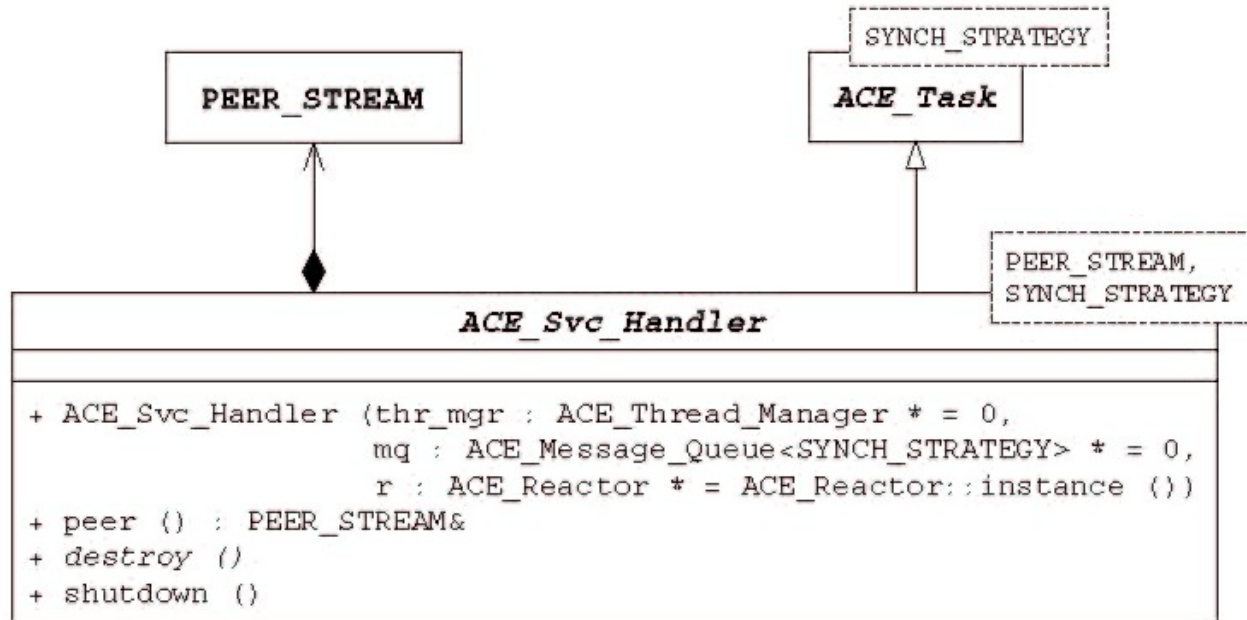 SYNCH_STRATEGY
PEER_STREAM
ACE_Task
PEER_STREAM,
SYNCH_STRATEGY
ACE_Svc_Handler
+ ACE_Svc_Handler (thr_mgr : ACE_Thread_Manager * = 0,
mq : ACE_Message_Queue<SYNCH_STRATEGY> * = 0,
r : ACE_Reactor * = ACE_Reactor::instance ())
+ peer () : PEER_STREAM&
+ destroy ()
+ shutdown ()